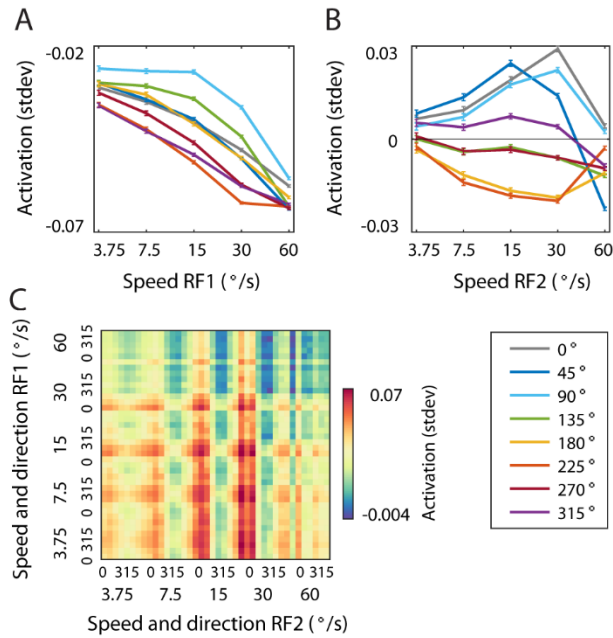 A
-0.02
Activation (stdev)
-0.07
3.75 7.5 15 30 60
Speed RF1 (°/s)
B
0.03
Activation (stdev)
0
-0.03
3.75 7.5 15 30 60
Speed RF2 (°/s)
C
Speed and direction RF1 (°/s)
60
30
15
7.5
3.75
0 315
0 315
0 315
0 315
0 315
0 315 0 315 0 315
3.75 7.5 15 30 60
Speed and direction RF2 (°/s)
0.07
Activation (stdev)
-0.004
0 °
45 °
90 °
135 °
180 °
225 °
270 °
315 °